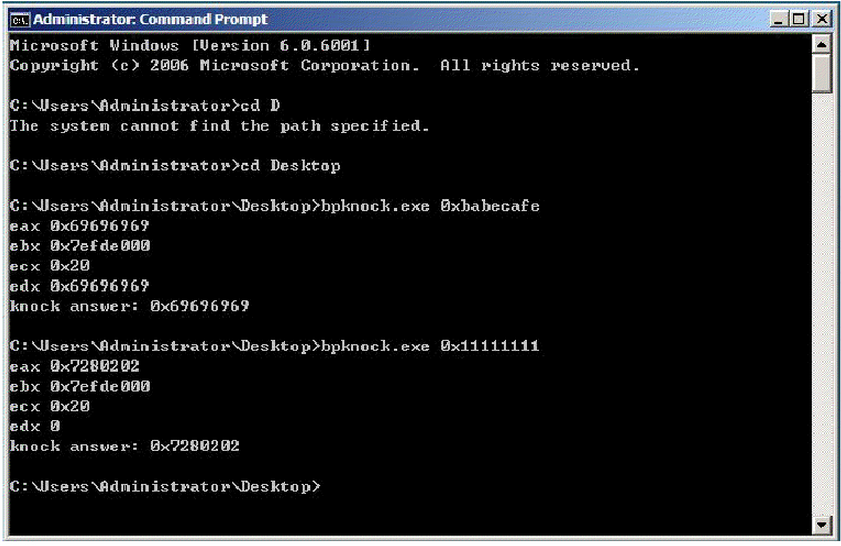 Administrator: Command Prompt
Microsoft Windows [Version 6.0.6001]
Copyright (c) 2006 Microsoft Corporation.  All rights reserved.
C:\Users\Administrator>cd D
The system cannot find the path specified.
C:\Users\Administrator>cd Desktop
C:\Users\Administrator\Desktop>bpknock.exe 0xbabecafe
eax 0x69696969
ebx 0x7efde000
ecx 0x20
edx 0x69696969
knock answer: 0x69696969
C:\Users\Administrator\Desktop>bpknock.exe 0x11111111
eax 0x7280202
ebx 0x7efde000
ecx 0x20
edx 0
knock answer: 0x7280202
C:\Users\Administrator\Desktop>